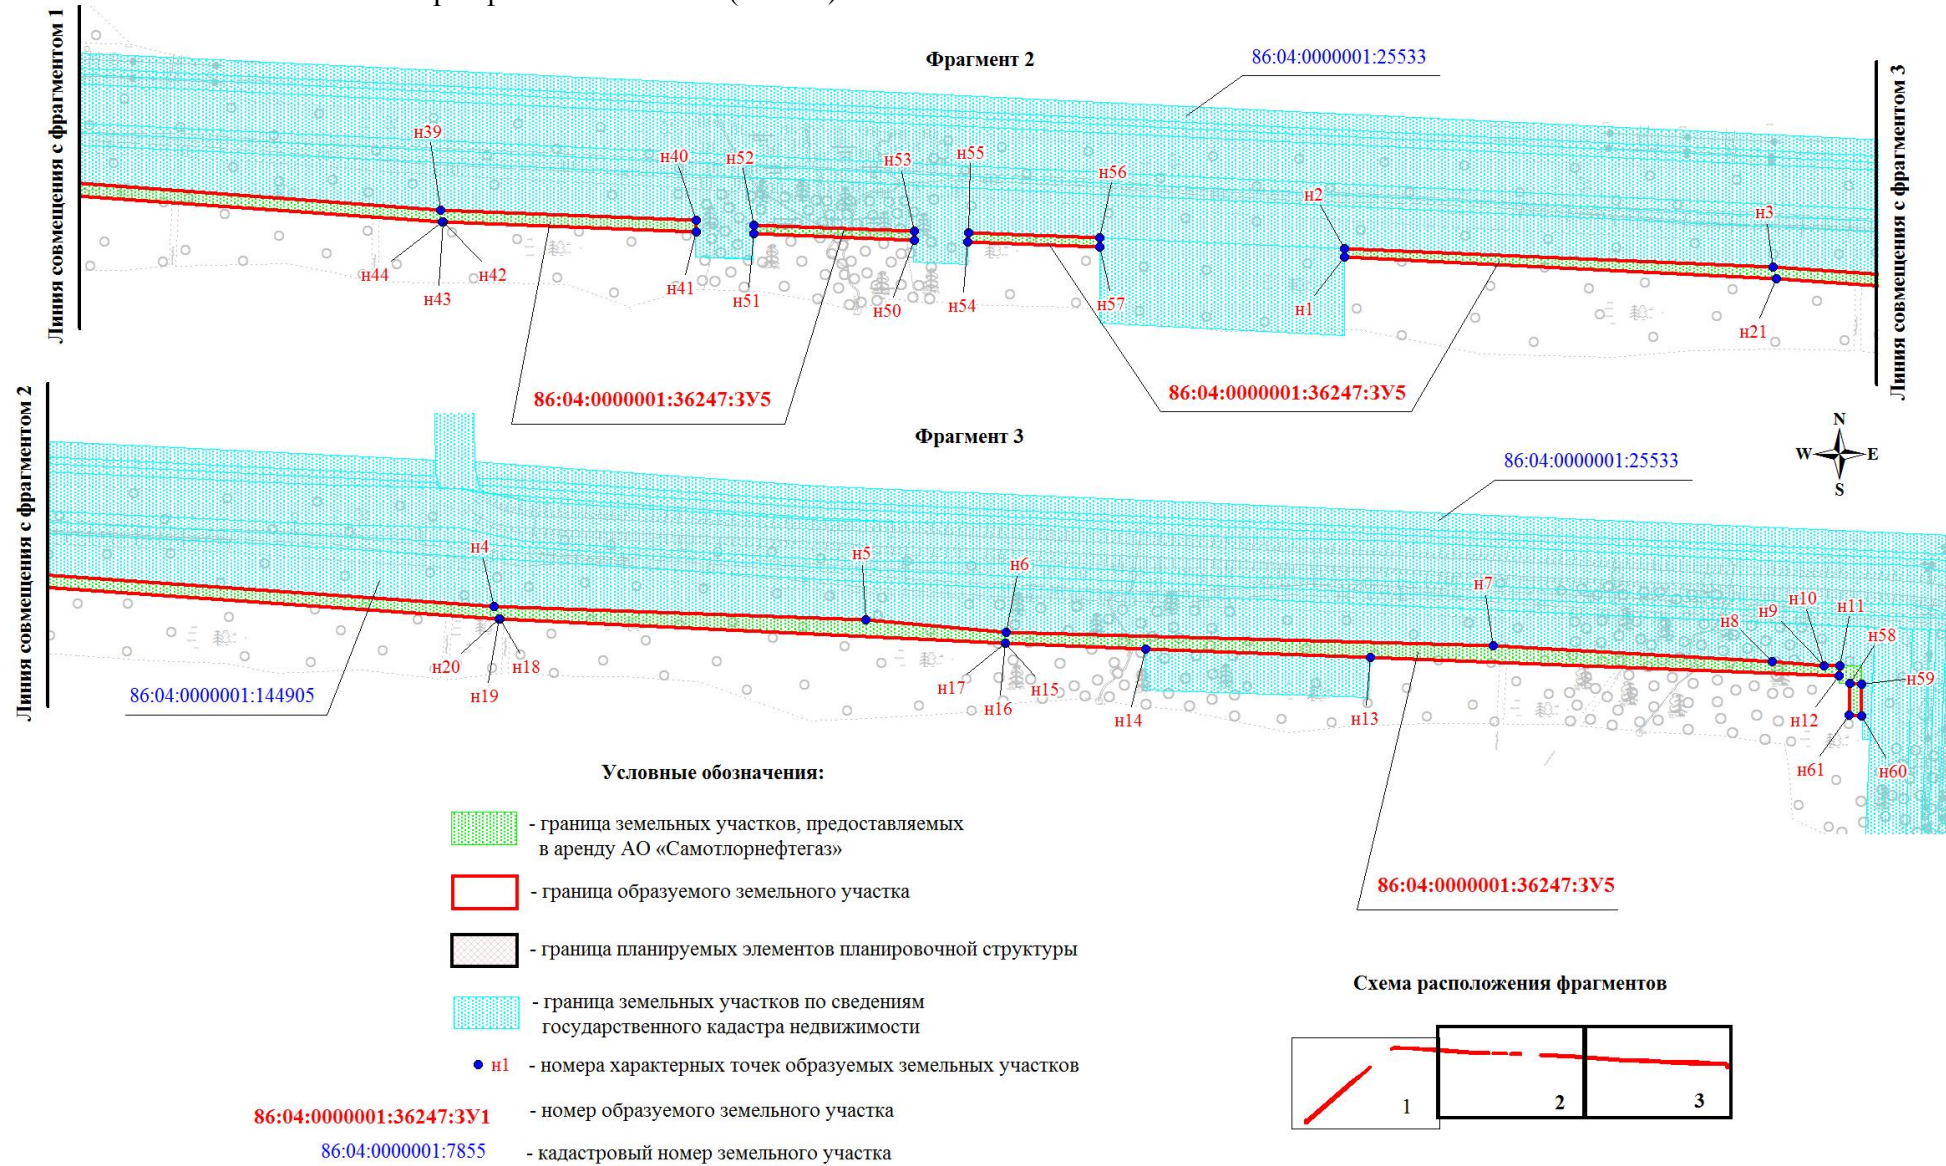 Линия совмещения с фрагментом 1
Фрагмент 2
86:04:0000001:25533
Линия совмещения с фрагментом 3
н39
н40
н52
н53
н55
н56
н2
н3
н44
н43
н42
н41
н51
н50
н54
н57
н1
н21
86:04:0000001:36247:ЗУ5
86:04:0000001:36247:ЗУ5
Линия совмещения с фрагментом 2
Фрагмент 3
86:04:0000001:25533
N
W
E
S
н4
н5
н6
н7
н8
н9
н10
н11
н58
н59
н20
н19
н18
н17
н16
н15
н14
н13
н12
н61
н60
86:04:0000001:144905
86:04:0000001:36247:ЗУ5
Условные обозначения:
- граница земельных участков, предоставляемых
в аренду АО «Самотлорнефтегаз»
- граница образуемого земельного участка
- граница планируемых элементов планировочной структуры
- граница земельных участков по сведениям
государственного кадастра недвижимости
н1 - номера характерных точек образуемых земельных участков
86:04:0000001:36247:ЗУ1 - номер образуемого земельного участка
86:04:0000001:7855 - кадастровый номер земельного участка
Схема расположения фрагментов
1
2
3